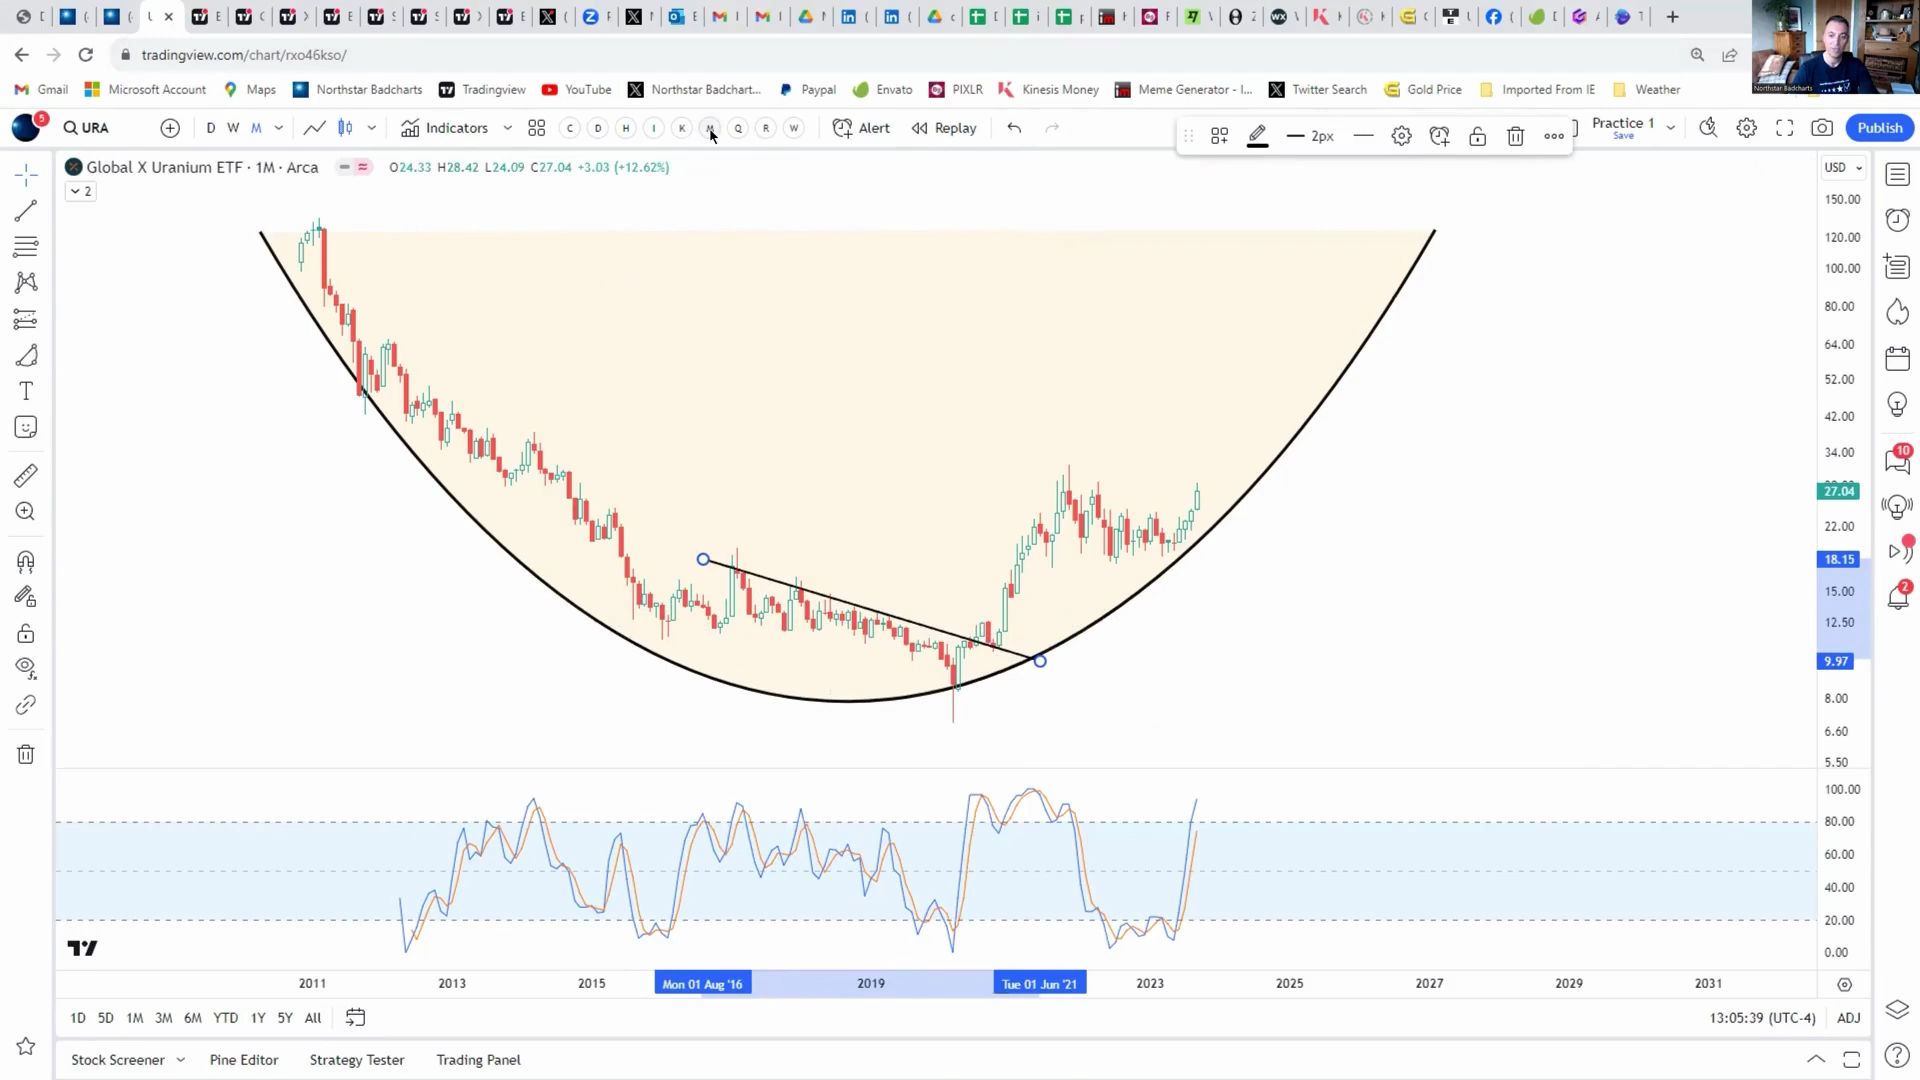 tradingview.com/chart/rxo46kso/
Gmail
Microsoft Account
Maps
Northstar Badcharts
Tradingview
YouTube
Northstar Badchart...
Paypal
Envato
PIXLR
Kinesis Money
Meme Generator - I...
Twitter Search
Gold Price
Imported From IE
Weather
Northstar Badcharts
5
URA
D W M
Indicators
C D H I K M Q R W
Alert
Replay
2px
Practice 1
Save
Publish
Global X Uranium ETF · 1M · Arca
O24.33 H28.42 L24.09 C27.04 +3.03 (+12.62%)
2
USD
150.00
120.00
100.00
80.00
64.00
52.00
42.00
34.00
27.04
22.00
18.15
15.00
12.50
9.97
8.00
6.60
5.50
100.00
80.00
60.00
40.00
20.00
0.00
10
2
2011
2013
2015
Mon 01 Aug '16
2019
Tue 01 Jun '21
2023
2025
2027
2029
2031
1D 5D 1M 3M 6M YTD 1Y 5Y All
13:05:39 (UTC-4)
ADJ
Stock Screener
Pine Editor
Strategy Tester
Trading Panel